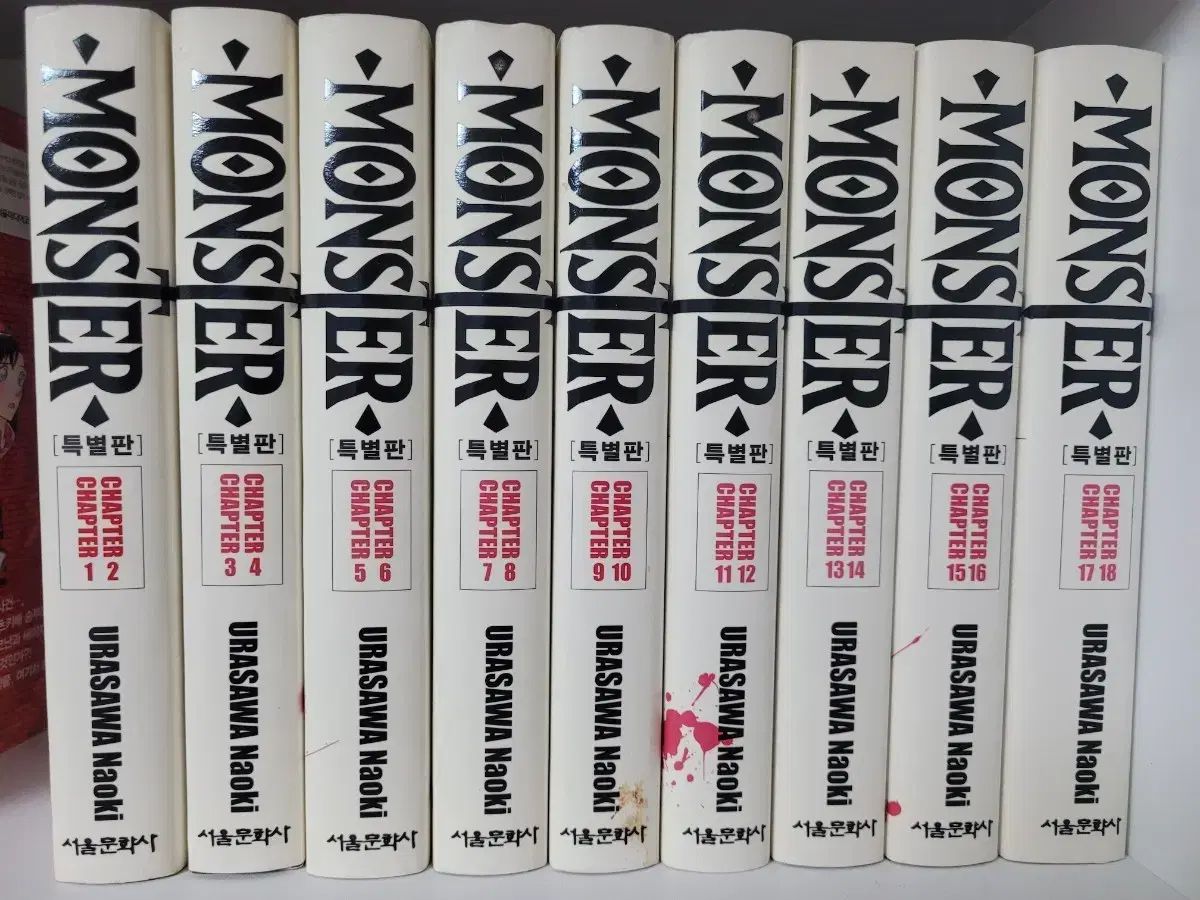 MONSTER
[특별판]
CHAPTER 1
CHAPTER 2
URASAWA Naoki
서울문화사
MONSTER
[특별판]
CHAPTER 3
CHAPTER 4
URASAWA Naoki
서울문화사
MONSTER
[특별판]
CHAPTER 5
CHAPTER 6
URASAWA Naoki
서울문화사
MONSTER
[특별판]
CHAPTER 7
CHAPTER 8
URASAWA Naoki
서울문화사
MONSTER
[특별판]
CHAPTER 9
CHAPTER 10
URASAWA Naoki
서울문화사
MONSTER
[특별판]
CHAPTER 11
CHAPTER 12
URASAWA Naoki
서울문화사
MONSTER
[특별판]
CHAPTER 13
CHAPTER 14
URASAWA Naoki
서울문화사
MONSTER
[특별판]
CHAPTER 15
CHAPTER 16
URASAWA Naoki
서울문화사
MONSTER
[특별판]
CHAPTER 17
CHAPTER 18
URASAWA Naoki
서울문화사